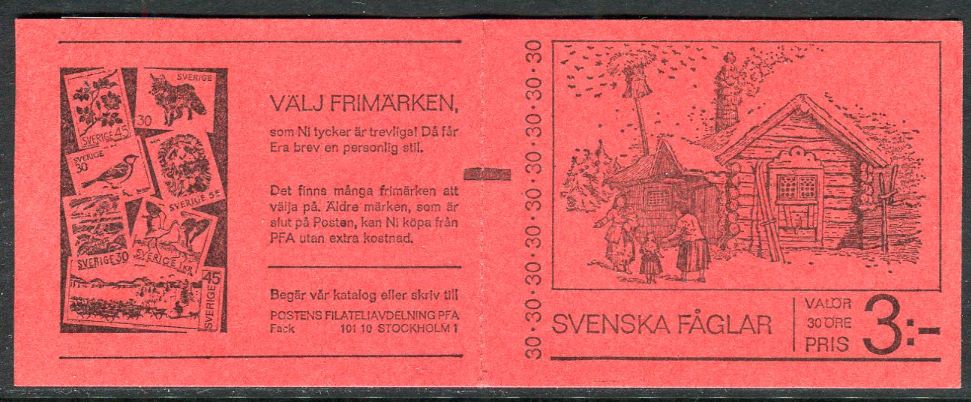 SVERIGE 45
SVERIGE
30
SVERIGE
30
SVERIGE 55
SVERIGE30
SVERIGE 1 KR
SVERIGE 45
VÄLJ FRIMÄRKEN,
som Ni tycker är trevliga! Då får
Era brev en personlig stil.
Det finns många frimärken att
välja på. Äldre märken, som är
slut på Posten, kan Ni köpa från
PFA utan extra kostnad.
Begär vår katalog eller skriv till
POSTENS FILATELIAVDELNING PFA
Fack 101 10 STOCKHOLM 1
30·30·30·30·30·30·30·30·30
SVENSKA FÅGLAR
VALÖR
30 ÖRE
PRIS
3:-